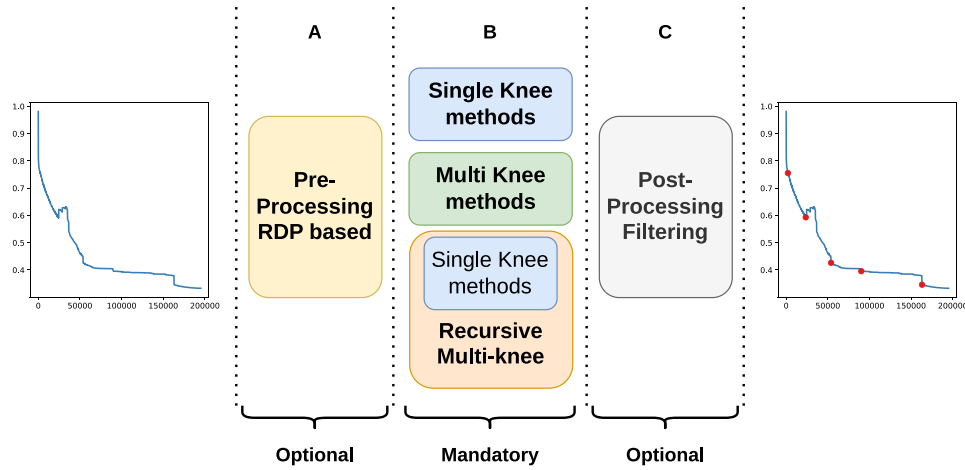 A
B
C
1.0
0.9
0.8
0.7
0.6
0.5
0.4
0
50000
100000
150000
200000
Pre-
Processing
RDP based
Single Knee
methods
Multi Knee
methods
Single Knee
methods
Recursive
Multi-knee
Post-
Processing
Filtering
1.0
0.9
0.8
0.7
0.6
0.5
0.4
0
50000
100000
150000
200000
Optional
Mandatory
Optional